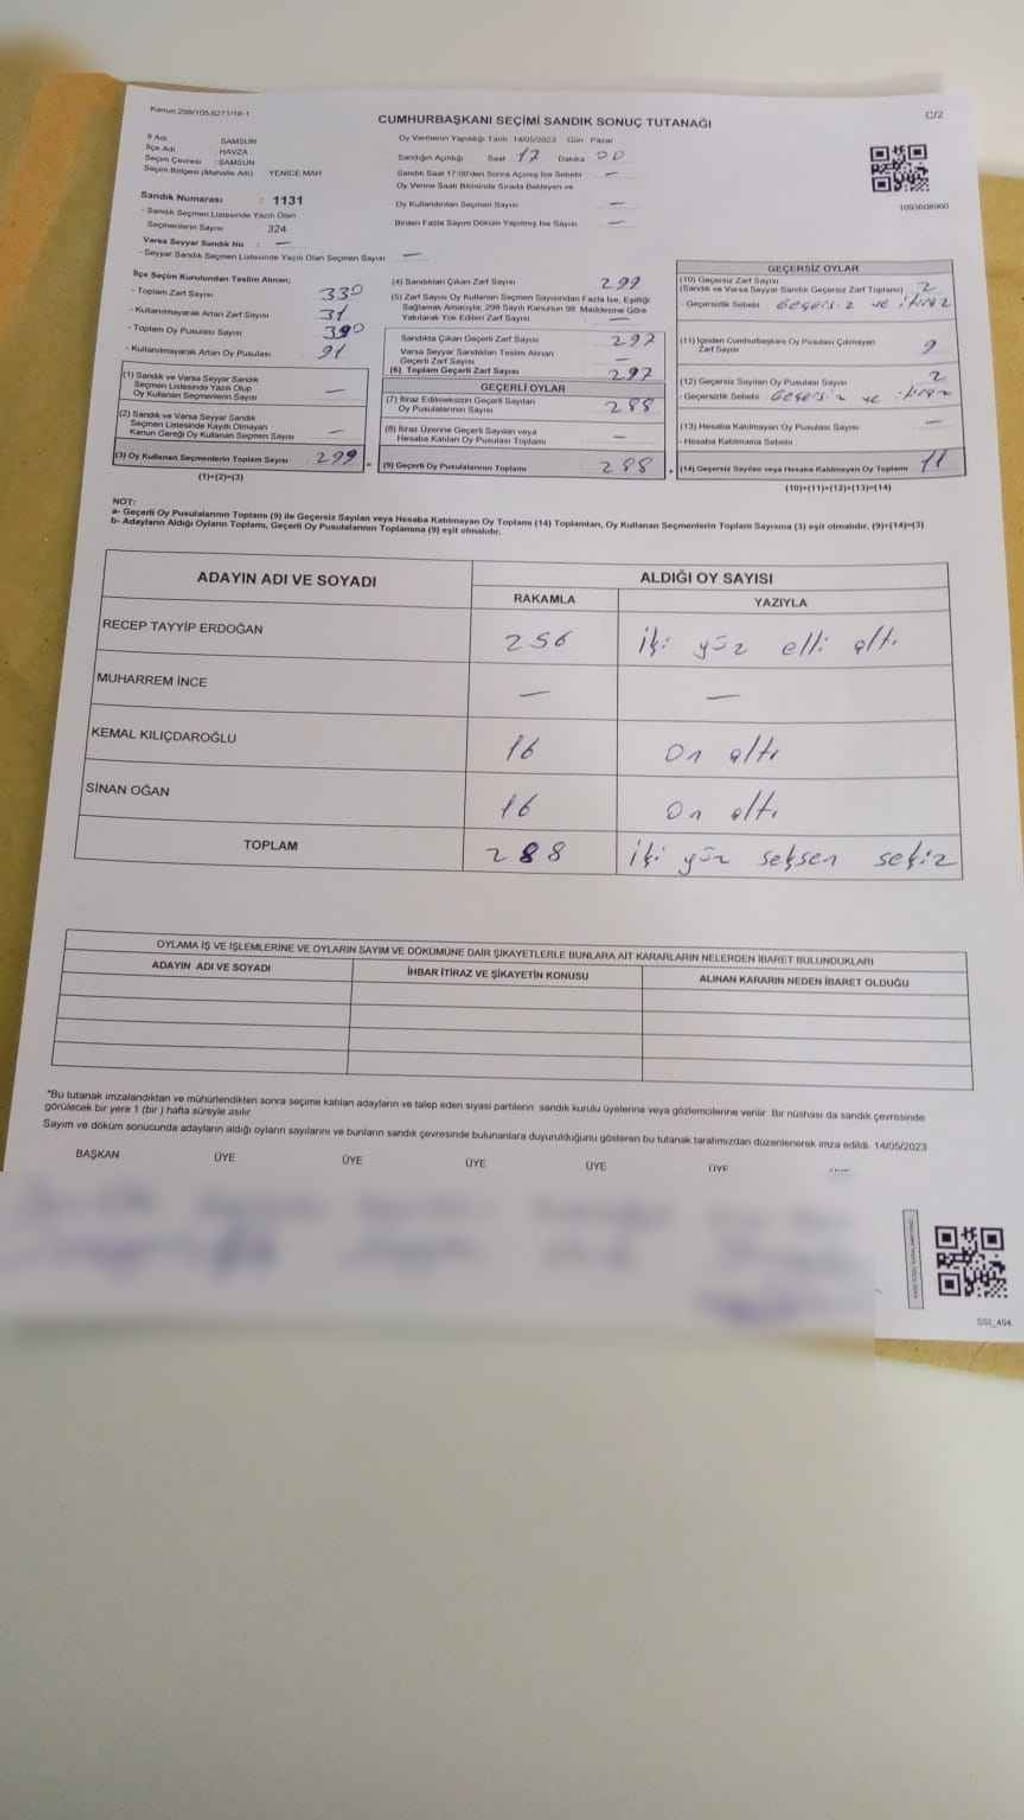 Kanun 298/105,6271/18-1
C/2
CUMHURBAŞKANI SEÇİMİ SANDIK SONUÇ TUTANAĞI
İl Adı SAMSUN
İlçe Adı HAVZA
Seçim Çevresi : SAMSUN
Seçim Bölgesi (Mahalle Adı) YENİCE MAH
Sandık Numarası : 1131
- Sandık Seçmen Listesinde Yazılı Olan
Seçmenlerin Sayısı 324
Varsa Seyyar Sandık No : —
- Seyyar Sandık Seçmen Listesinde Yazılı Olan Seçmen Sayısı —
Oy Vermenin Yapıldığı Tarih 14/05/2023 Gün Pazar
Sandığın Açıldığı Saat 17 Dakika 00
Sandık Saat 17:00'den Sonra Açılmış İse Sebebi —
Oy Verme Saati Bitiminde Sırada Bekleyen ve
Oy Kullandırılan Seçmen Sayısı —
Birden Fazla Sayım Döküm Yapılmış İse Sayısı —
İlçe Seçim Kurulundan Teslim Alınan;
- Toplam Zarf Sayısı 330
- Kullanılmayarak Artan Zarf Sayısı 31
- Toplam Oy Pusulası Sayısı 390
- Kullanılmayarak Artan Oy Pusulası 91
(1) Sandık ve Varsa Seyyar Sandık
Seçmen Listesinde Yazılı Olup
Oy Kullanan Seçmenlerin Sayısı —
(2) Sandık ve Varsa Seyyar Sandık
Seçmen Listesinde Kayıtlı Olmayan
Kanun Gereği Oy Kullanan Seçmen Sayısı —
(3) Oy Kullanan Seçmenlerin Toplam Sayısı 299
(1)+(2)=(3)
(4) Sandıktan Çıkan Zarf Sayısı 299
(5) Zarf Sayısı Oy Kullanan Seçmen Sayısından Fazla İse, Eşitliği
Sağlamak Amacıyla; 298 Sayılı Kanunun 98. Maddesine Göre
Yakılarak Yok Edilen Zarf Sayısı —
Sandıkta Çıkan Geçerli Zarf Sayısı 297
Varsa Seyyar Sandıktan Teslim Alınan
Geçerli Zarf Sayısı —
(6) Toplam Geçerli Zarf Sayısı 297
GEÇERLİ OYLAR
(7) İtiraz Edilmeksizin Geçerli Sayılan
Oy Pusulalarının Sayısı 288
(8) İtiraz Üzerine Geçerli Sayılan veya
Hesaba Katılan Oy Pusulası Toplamı —
(9) Geçerli Oy Pusulalarının Toplamı 288
GEÇERSİZ OYLAR
(10) Geçersiz Zarf Sayısı
(Sandık ve Varsa Seyyar Sandık Geçersiz Zarf Toplamı) 2
- Geçersizlik Sebebi Geçersiz ve itiraz
(11) İçinden Cumhurbaşkanı Oy Pusulası Çıkmayan
Zarf Sayısı 9
(12) Geçersiz Sayılan Oy Pusulası Sayısı 2
- Geçersizlik Sebebi Geçersiz ve itiraz
(13) Hesaba Katılmayan Oy Pusulası Sayısı —
- Hesaba Katılmama Sebebi
(14) Geçersiz Sayılan veya Hesaba Katılmayan Oy Toplamı 11
(10)+(11)+(12)+(13)=(14)
NOT:
a- Geçerli Oy Pusulalarının Toplamı (9) ile Geçersiz Sayılan veya Hesaba Katılmayan Oy Toplamı (14) Toplamları, Oy Kullanan Seçmenlerin Toplam Sayısına (3) eşit olmalıdır, (9)+(14)=(3)
b- Adayların Aldığı Oyların Toplamı, Geçerli Oy Pusulalarının Toplamına (9) eşit olmalıdır.
ADAYIN ADI VE SOYADI
ALDIĞI OY SAYISI
RAKAMLA YAZIYLA
RECEP TAYYİP ERDOĞAN 256 iki yüz elli altı
MUHARREM İNCE — —
KEMAL KILIÇDAROĞLU 16 on altı
SİNAN OĞAN 16 on altı
TOPLAM 288 iki yüz seksen sekiz
OYLAMA İŞ VE İŞLEMLERİNE VE OYLARIN SAYIM VE DÖKÜMÜNE DAİR ŞİKAYETLERLE BUNLARA AİT KARARLARIN NELERDEN İBARET BULUNDUKLARI
ADAYIN ADI VE SOYADI İHBAR İTİRAZ VE ŞİKAYETİN KONUSU ALINAN KARARIN NEDEN İBARET OLDUĞU
*Bu tutanak imzalandıktan ve mühürlendikten sonra seçime katılan adayların ve talep eden siyasi partilerin sandık kurulu üyelerine veya gözlemcilerine verilir. Bir nüshası da sandık çevresinde
görülecek bir yere 1 (bir ) hafta süreyle asılır.
Sayım ve döküm sonucunda adayların aldığı oyların sayılarını ve bunların sandık çevresinde bulunanlara duyurulduğunu gösteren bu tutanak tarafımızdan düzenlenerek imza edildi. 14/05/2023
BAŞKAN ÜYE ÜYE ÜYE ÜYE ÜYE